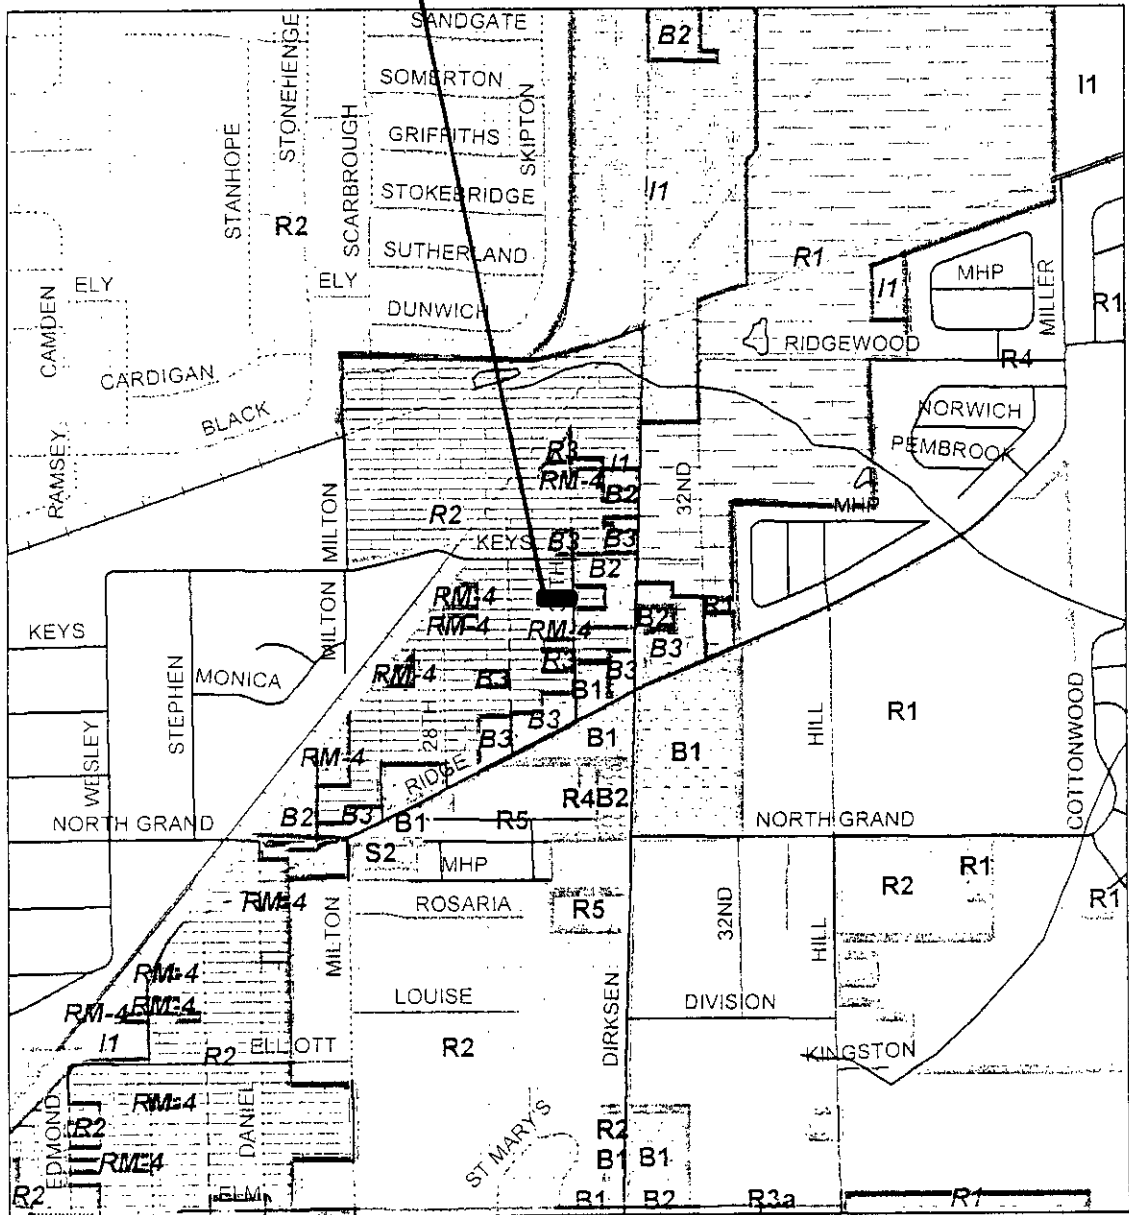 SANDGATE
B2
STONEHENGE
SOMERTON
I1
STANHOPE
SCARBROUGH
SKIPTON
GRIFFITHS
STOKEBRIDGE
I1
R2
SUTHERLAND
R1
MHP
ELY
ELY
I1
MILLER
R1
CAMDEN
DUNWICH
RIDGEWOOD
R4
CARDIGAN
BLACK
NORWICH
PEMBROOK
RAMSEY
R3
I1
RM-4
B2
32ND
MHP
MILTON
R2
KEYS
B3
B3
TH
B2
RM-4
RM-4
RM-4
B2
R1
MILTON
KEYS
STEPHEN
MONICA
RM-4
B3
R3
B3
B3
B1
R1
COTTONWOOD
WESLEY
28TH
B3
B3
B1
B1
HILL
RM-4
RIDGE
R4
B2
B2
B3
B1
R5
NORTH GRAND
NORTH GRAND
S2
MHP
R1
R2
RM-4
ROSARIA
R5
R1
MILTON
32ND
HILL
RM-4
RM-4
RM-4
LOUISE
DIRKSEN
DIVISION
I1
R2
ELLIOTT
R2
KINGSTON
RM-4
EDMOND
R2
DANIEL
ST MARY'S
R2
RM-4
B1
B1
R2
ELM
B1
B2
R3a
R1